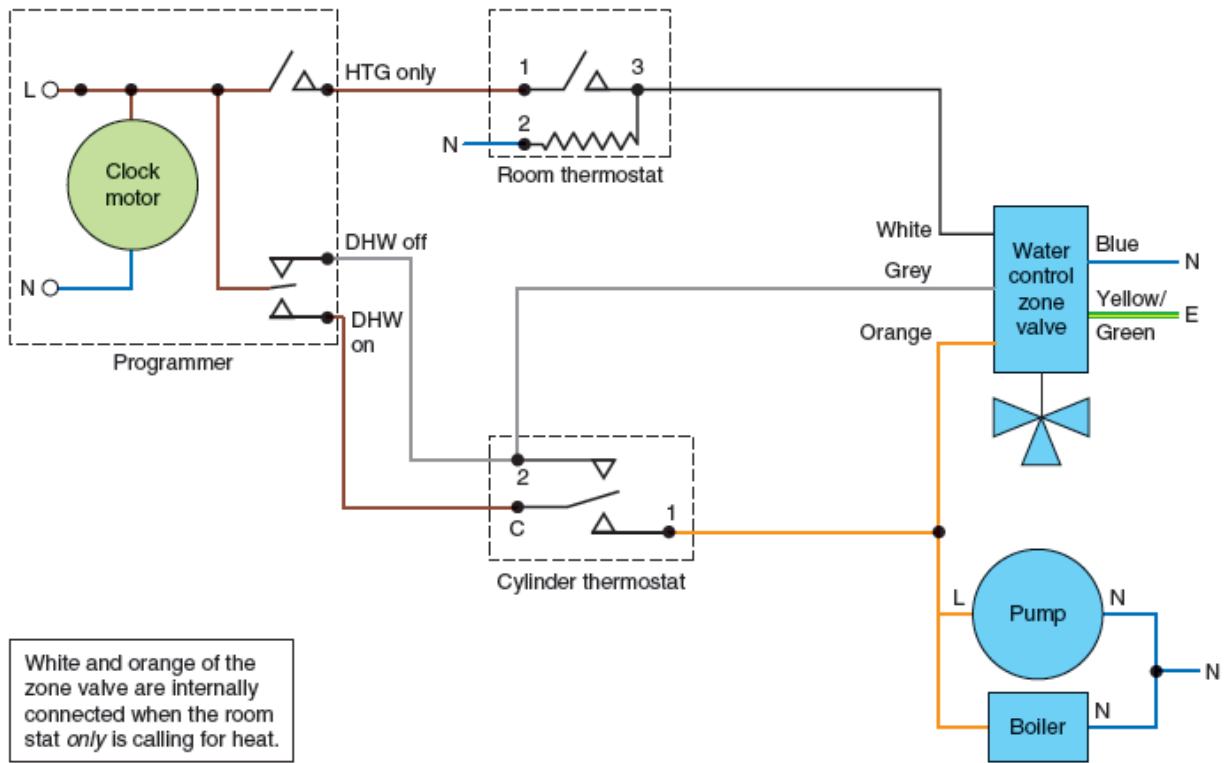 L
HTG only
1
3
2
N
Room thermostat
Clock
motor
N
DHW off
DHW
on
Programmer
White
Grey
Orange
Water
control
zone
valve
Blue
N
Yellow/
E
Green
2
C
1
Cylinder thermostat
L
Pump
N
N
Boiler
N
White and orange of the
zone valve are internally
connected when the room
stat only is calling for heat.